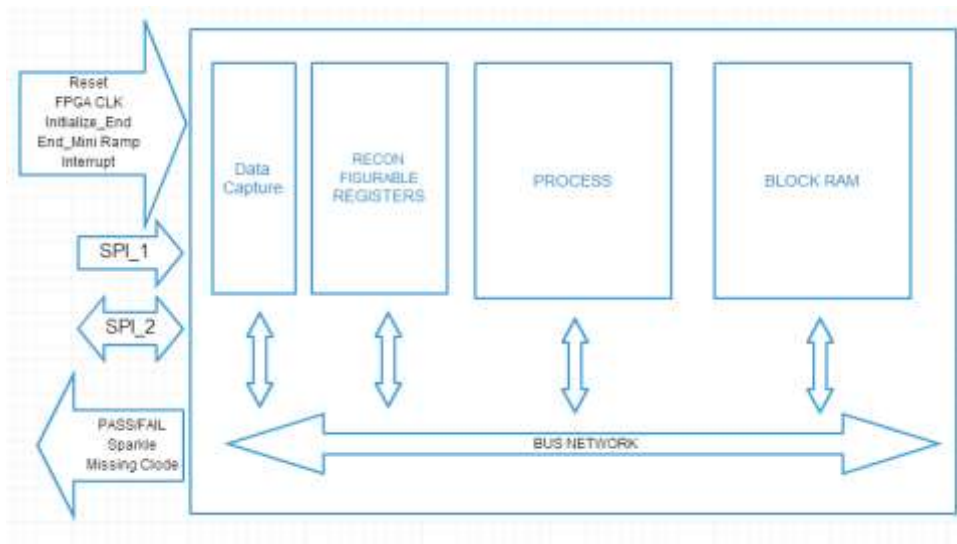 Reset
FPGA CLK
Initialize_End
End_Mini Ramp
Interrupt
SPI_1
SPI_2
PASS/FAIL
Sparkle
Missing Clode
Data
Capture
RECON
FIGURABLE
REGISTERS
PROCESS
BLOCK RAM
BUS NETWORK